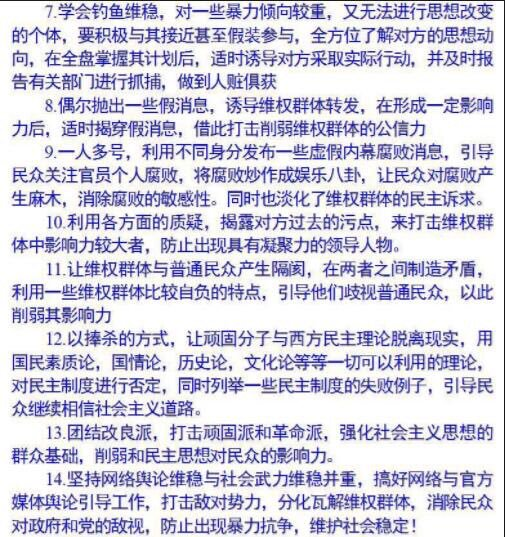 7.学会钓鱼维稳，对一些暴力倾向较重，又无法进行思想改变
的个体，要积极与其接近甚至假装参与，全方位了解对方的思想动
向，在全盘掌握其计划后，适时诱导对方采取实际行动，并及时报
告有关部门进行抓捕，做到人赃俱获
8.偶尔抛出一些假消息，诱导维权群体转发，在形成一定影响
力后，适时揭穿假消息，借此打击削弱维权群体的公信力
9.一人多号，利用不同身分发布一些虚假内幕腐败消息，引导
民众关注官员个人腐败，将腐败炒作成娱乐八卦，让民众对腐败产
生麻木，消除腐败的敏感性。同时也淡化了维权群体的民主诉求。
10.利用各方面的质疑，揭露对方过去的污点，来打击维权群
体中影响力较大者，防止出现具有凝聚力的领导人物。
11.让维权群体与普通民众产生隔阂，在两者之间制造矛盾，
利用一些维权群体比较自负的特点，引导他们歧视普通民众，以此
削弱其影响力
12.以捧杀的方式，让顽固分子与西方民主理论脱离现实，用
国民素质论，国情论，历史论，文化论等等一切可以利用的理论，
对民主制度进行否定，同时列举一些民主制度的失败例子，引导民
众继续相信社会主义道路。
13.团结改良派，打击顽固派和革命派，强化社会主义思想的
群众基础，削弱和民主思想对民众的影响力。
14.坚持网络舆论维稳与社会武力维稳并重，搞好网络与官方
媒体舆论引导工作，打击敌对势力，分化瓦解维权群体，消除民众
对政府和党的敌视，防止出现暴力抗争，维护社会稳定！